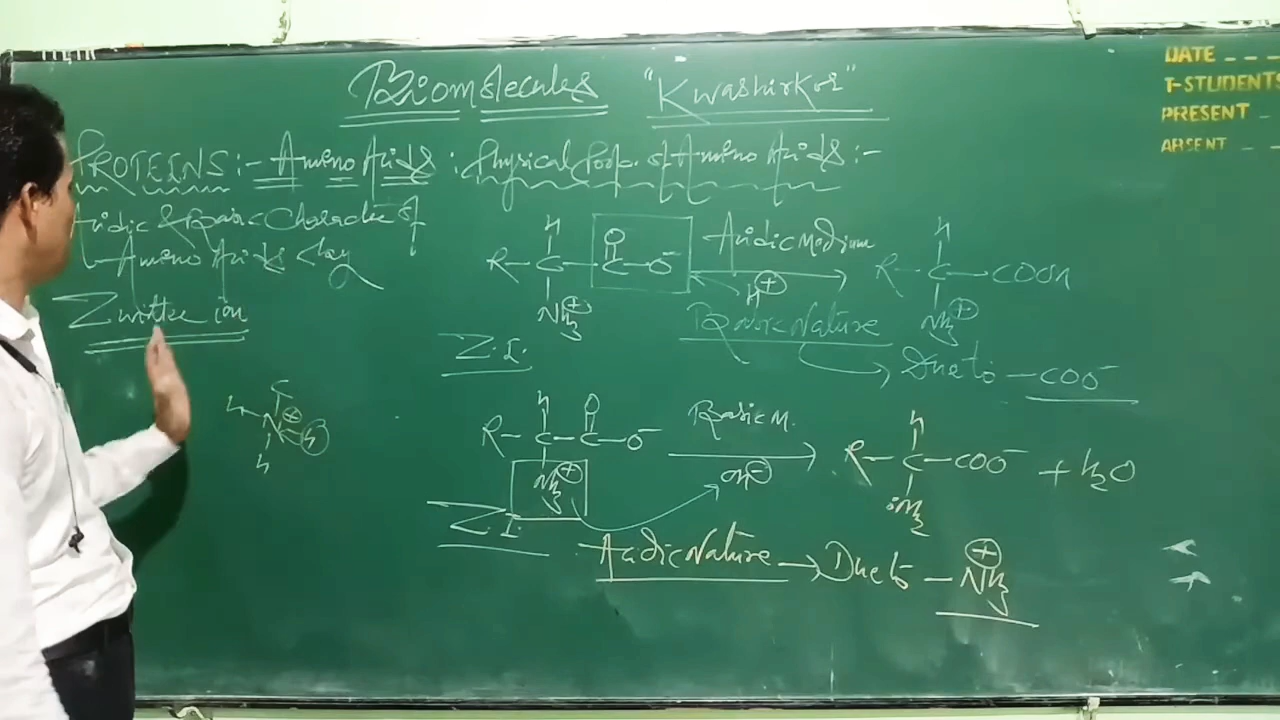 Biomolecules "Kwashirkor"
PROTEINS:- Amino Acids: Physical Prop. of Amino Acids:-
Acidic & Basic Character of
Amino Acids by
Zwitter ion
H O
R-C-C-O⁻ Acidic Medium
NH₃⊕ H⊕
H
R-C-COOH
NH₃⊕
Z.I. Basic Nature
Due to -COO⁻
H O
R-C-C-O⁻ Basic M.
NH₃⊕ OH⊖
H
R-C-COO⁻ + H₂O
Z.I.
Acidic Nature → Due to -NH₃⊕
C
H-N⊕-H
H
DATE _ _ _
T-STUDENTS
PRESENT _
ABSENT _ _